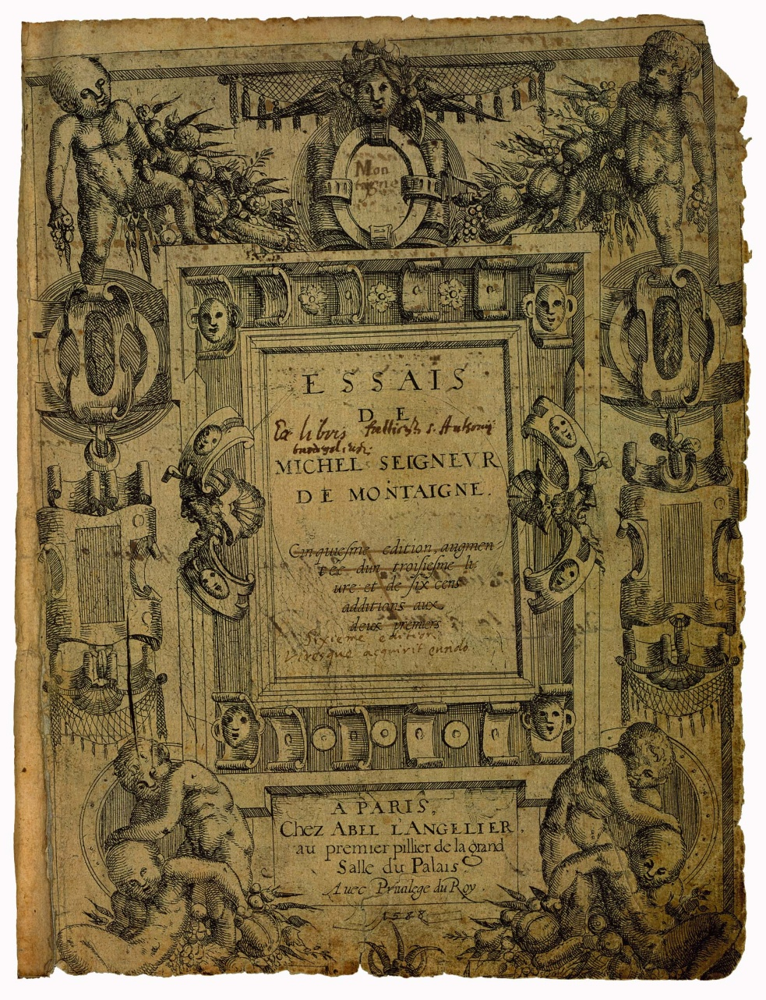 Mon
taigne
ESSAIS
DE
Ex libris
MICHEL SEIGNEVR
DE MONTAIGNE.
Cinquiesme edition, augmen-
tée dun troisiesme li-
ure et de six cens
additions aux
deux premiers
Sixieme edition.
Viresque acquirit eundo.
A PARIS,
Chez ABEL L'ANGELIER,
au premier pillier de la grand
Salle du Palais
Auec Priuilege du Roy.
1588